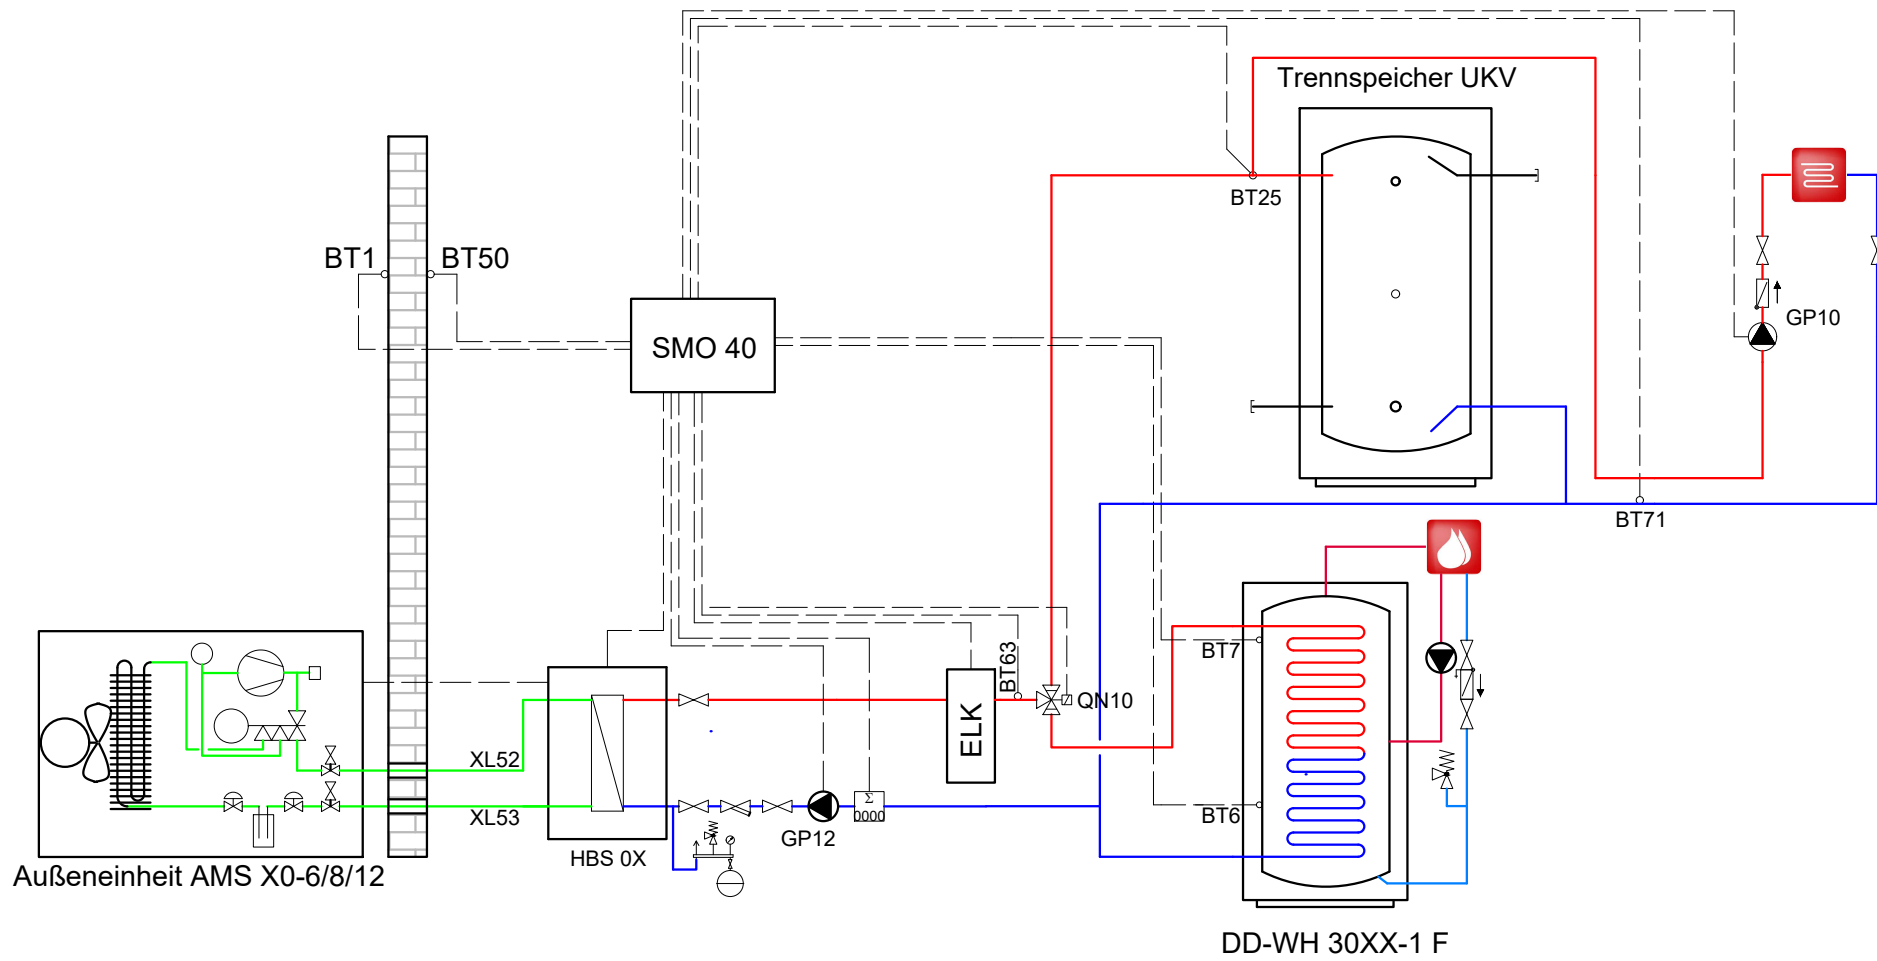 Trennspeicher UKV
BT25
BT1
BT50
GP10
SMO 40
BT71
BT7
BT63
QN10
ELK
XL52
XL53
BT6
Σ
0000
GP12
HBS 0X
Außeneinheit AMS X0-6/8/12
DD-WH 30XX-1 F